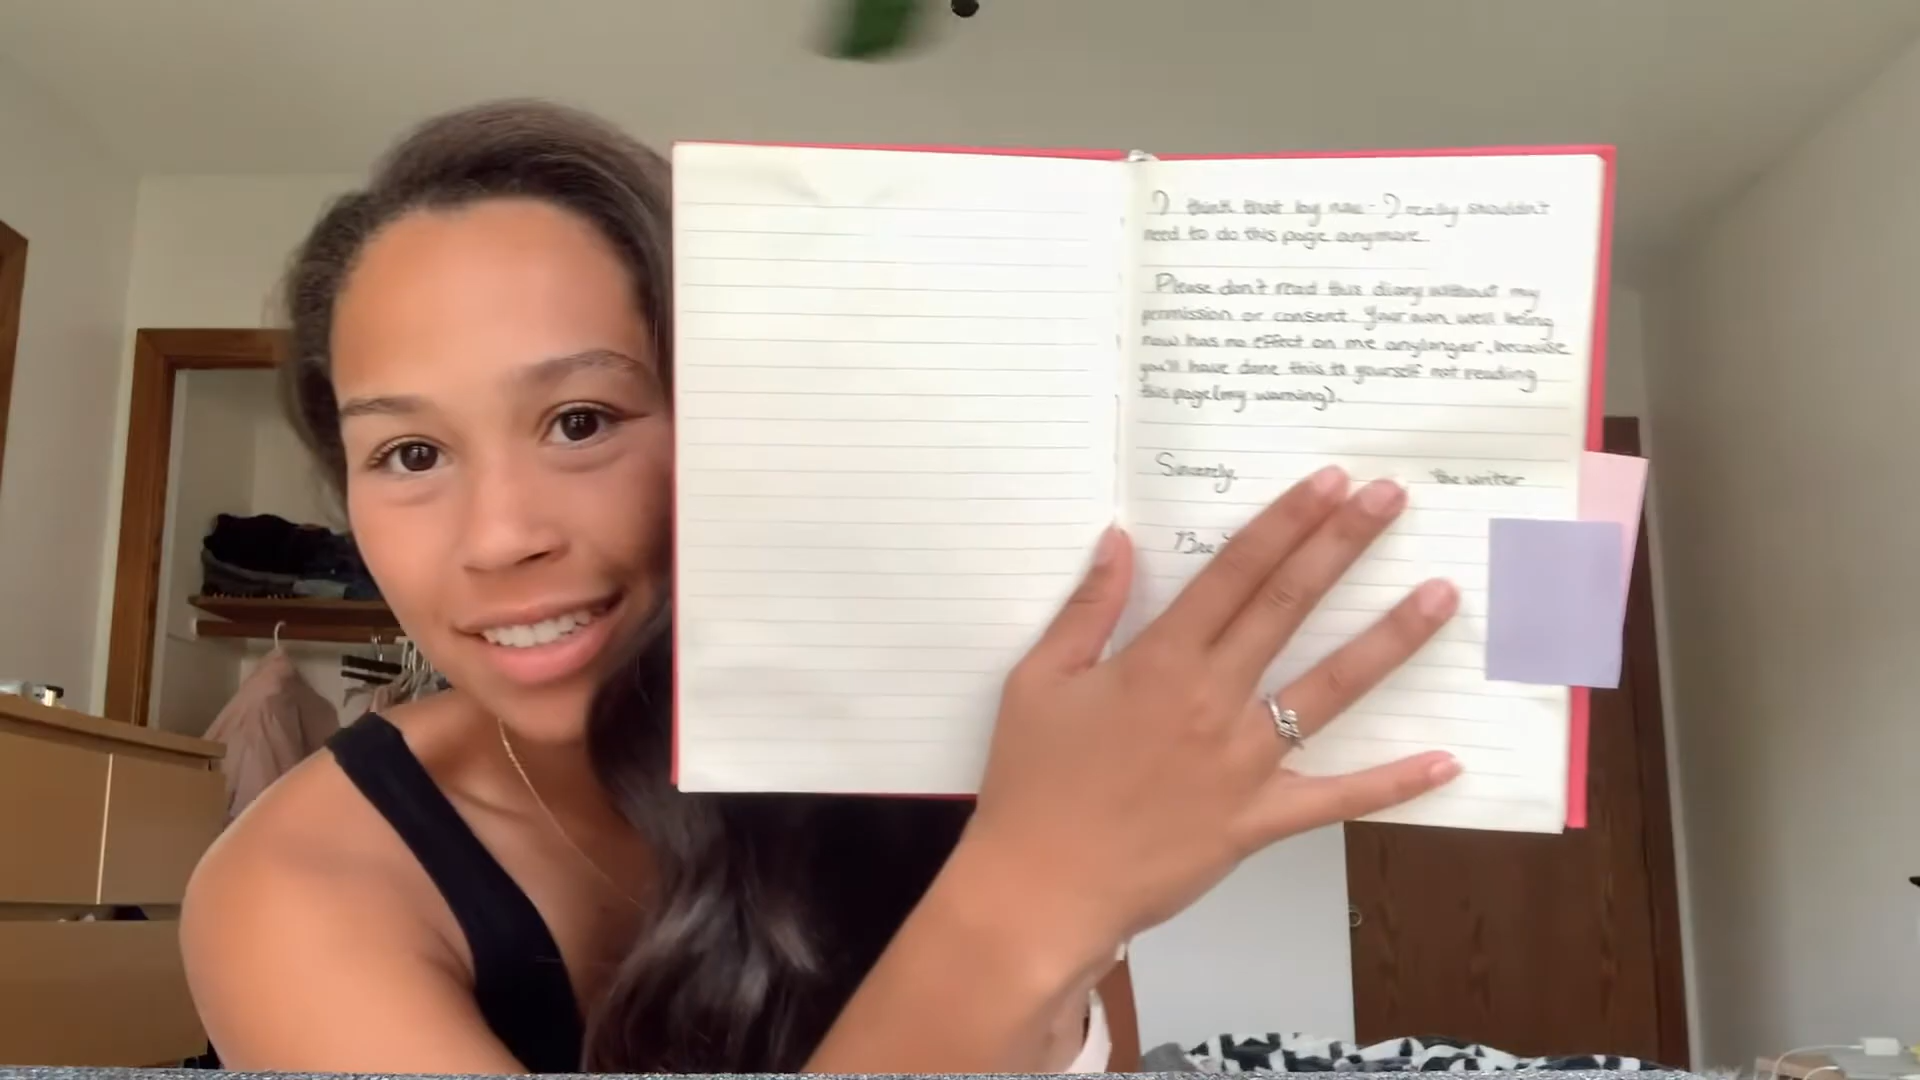 I think that by now - I really shouldn't
need to do this page anymore.
Please don't read this diary without my
permission or consent. Your own well being
now has no effect on me anylonger, because
you'll have done this to yourself not reading
this page(my warning).
Sincerely,
the writer